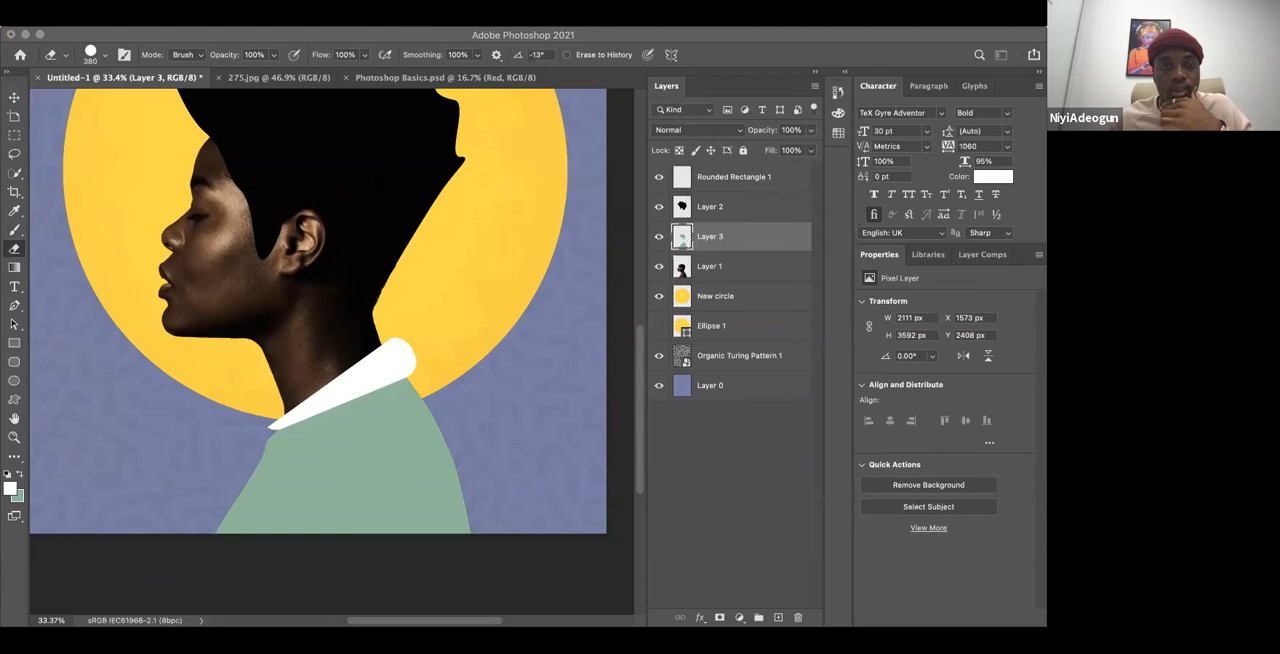 Adobe Photoshop 2021
380 Mode: Brush Opacity: 100% Flow: 100% Smoothing: 100% -13° Erase to History
Untitled-1 @ 33.4% (Layer 3, RGB/8) * 275.jpg @ 46.9% (RGB/8) Photoshop Basics.psd @ 16.7% (Red, RGB/8)
Layers
Kind
Normal Opacity: 100%
Lock: Fill: 100%
Rounded Rectangle 1
Layer 2
Layer 3
Layer 1
New circle
Ellipse 1
Organic Turing Pattern 1
Layer 0
Character Paragraph Glyphs
TeX Gyre Adventor Bold
30 pt (Auto)
Metrics 1060
100% 95%
0 pt Color:
English: UK Sharp
Properties Libraries Layer Comps
Pixel Layer
Transform
W 2111 px X 1573 px
H 3592 px Y 2408 px
0.00°
Align and Distribute
Align:
Quick Actions
Remove Background
Select Subject
View More
33.37% sRGB IEC61966-2.1 (8bpc)
NiyiAdeogun